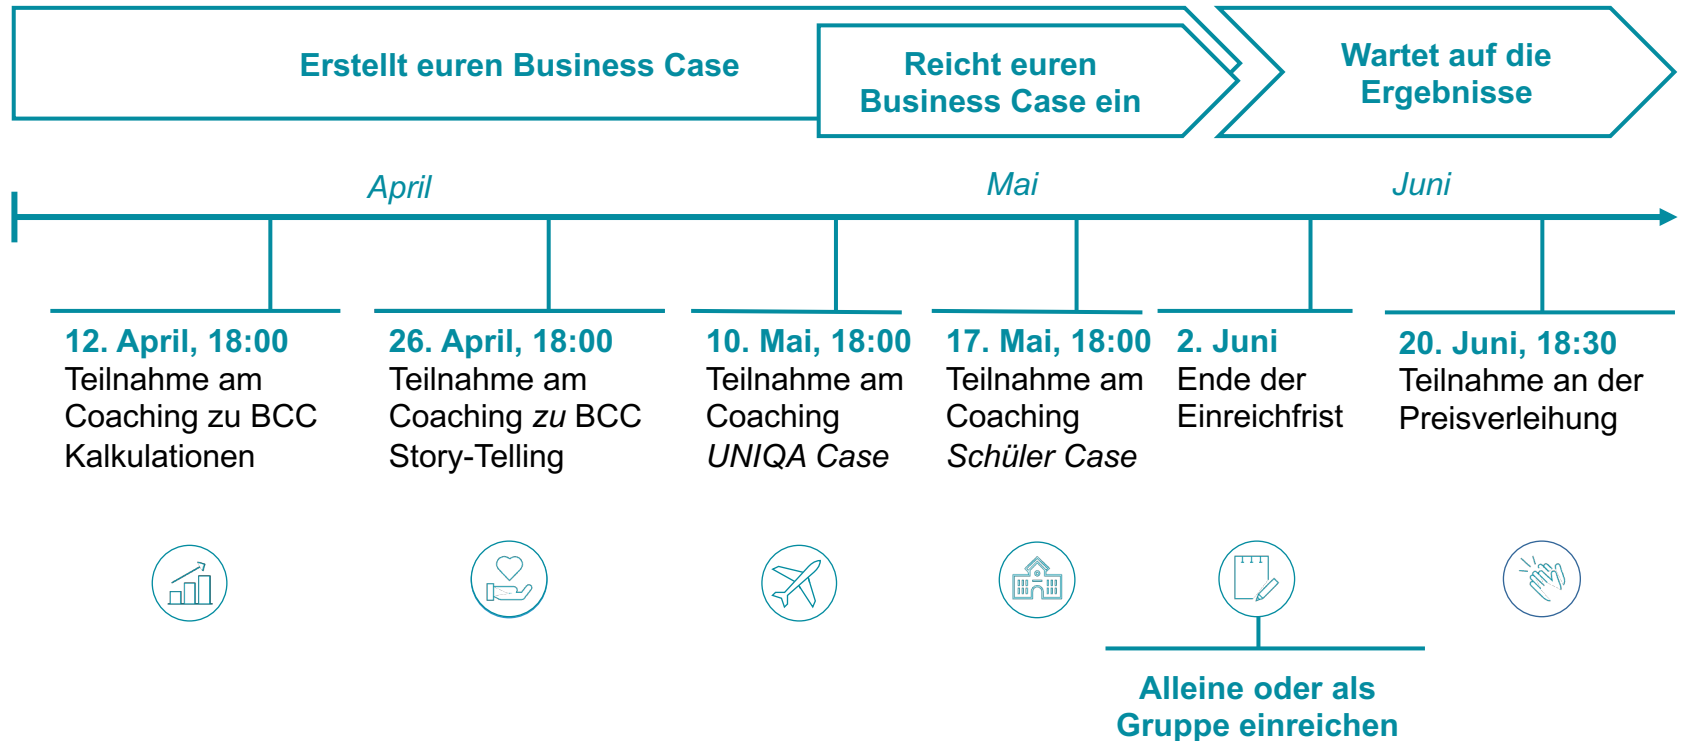 Erstellt euren Business Case
Reicht euren
Business Case ein
Wartet auf die
Ergebnisse
April
Mai
Juni
12. April, 18:00
Teilnahme am
Coaching zu BCC
Kalkulationen
26. April, 18:00
Teilnahme am
Coaching zu BCC
Story-Telling
10. Mai, 18:00
Teilnahme am
Coaching
UNIQA Case
17. Mai, 18:00
Teilnahme am
Coaching
Schüler Case
2. Juni
Ende der
Einreichfrist
20. Juni, 18:30
Teilnahme an der
Preisverleihung
Alleine oder als
Gruppe einreichen